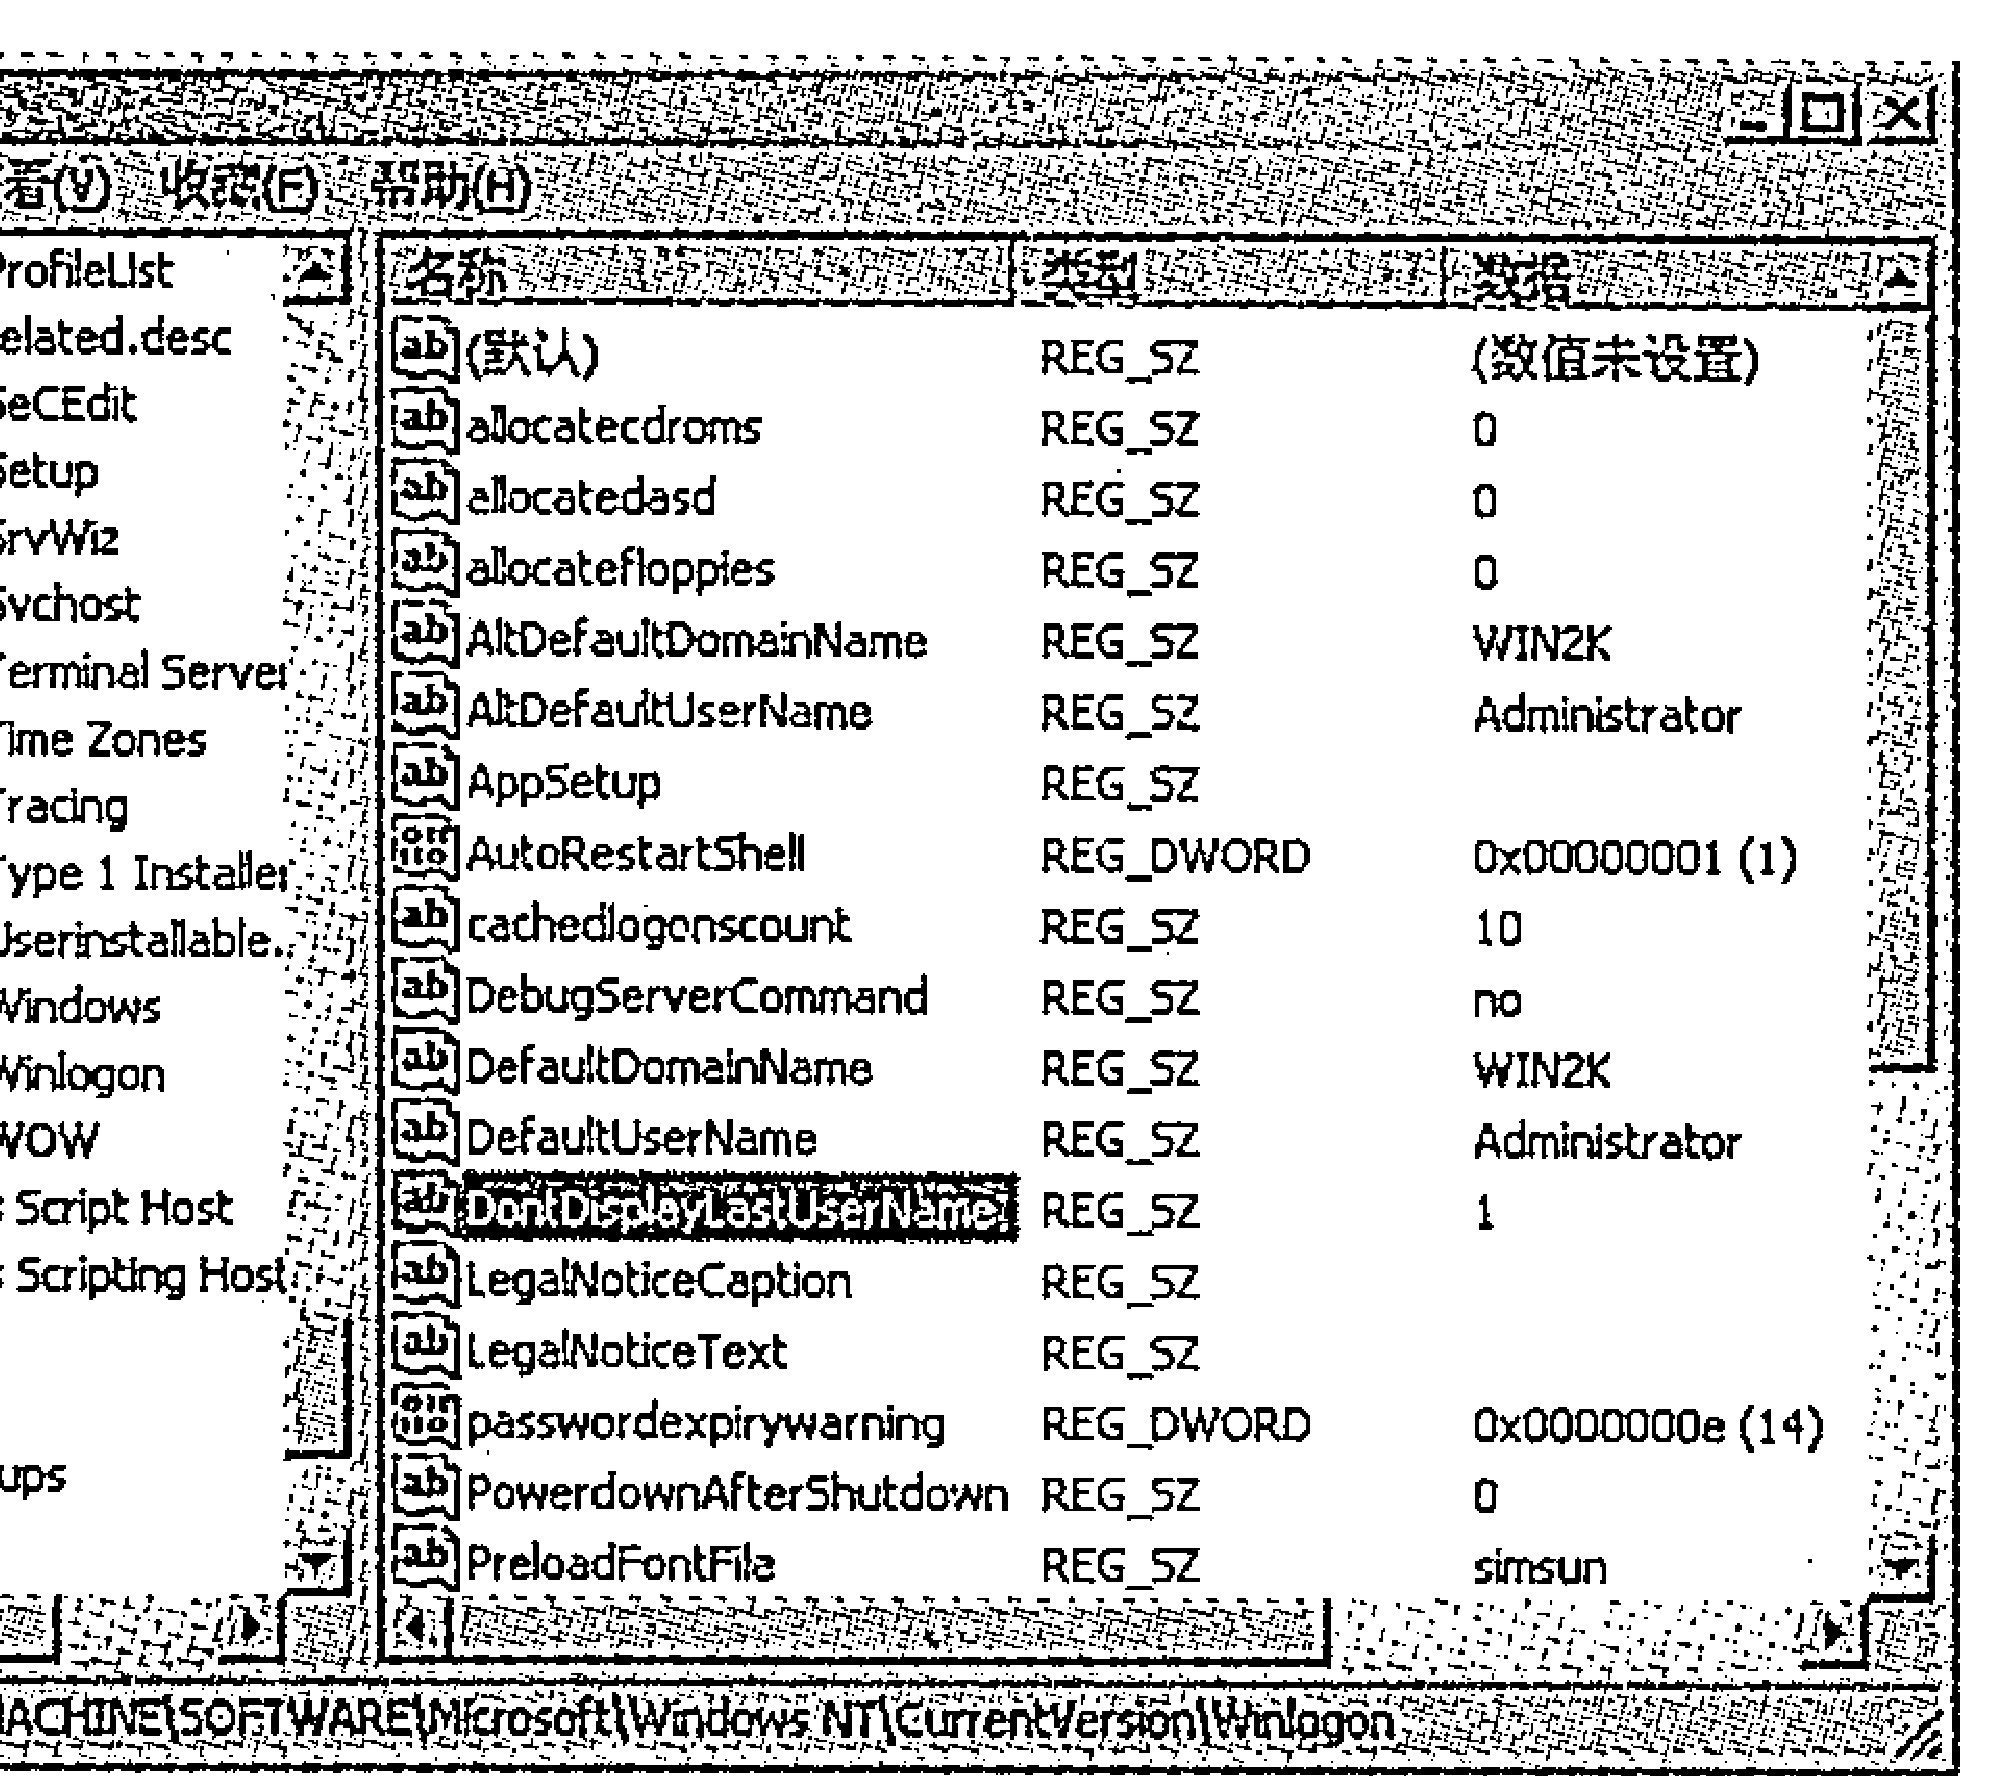 看(V) 收藏(F) 帮助(H)
ProfileList
elated.desc
SeCEdit
Setup
SrvWiz
Svchost
Terminal Server
Time Zones
Tracing
Type 1 Installer
Userinstallable.
Windows
Winlogon
WOW
Script Host
Scripting Host
ups
名称 类型 数据
(默认) REG_SZ (数值未设置)
allocatecdroms REG_SZ 0
allocatedasd REG_SZ 0
allocatefloppies REG_SZ 0
AltDefaultDomainName REG_SZ WIN2K
AltDefaultUserName REG_SZ Administrator
AppSetup REG_SZ
AutoRestartShell REG_DWORD 0x00000001 (1)
cachedlogonscount REG_SZ 10
DebugServerCommand REG_SZ no
DefaultDomainName REG_SZ WIN2K
DefaultUserName REG_SZ Administrator
DontDisplayLastUserName REG_SZ 1
LegalNoticeCaption REG_SZ
LegalNoticeText REG_SZ
passwordexpirywarning REG_DWORD 0x0000000e (14)
PowerdownAfterShutdown REG_SZ 0
PreloadFontFile REG_SZ simsun
MACHINE\SOFTWARE\Microsoft\Windows NT\CurrentVersion\Winlogon